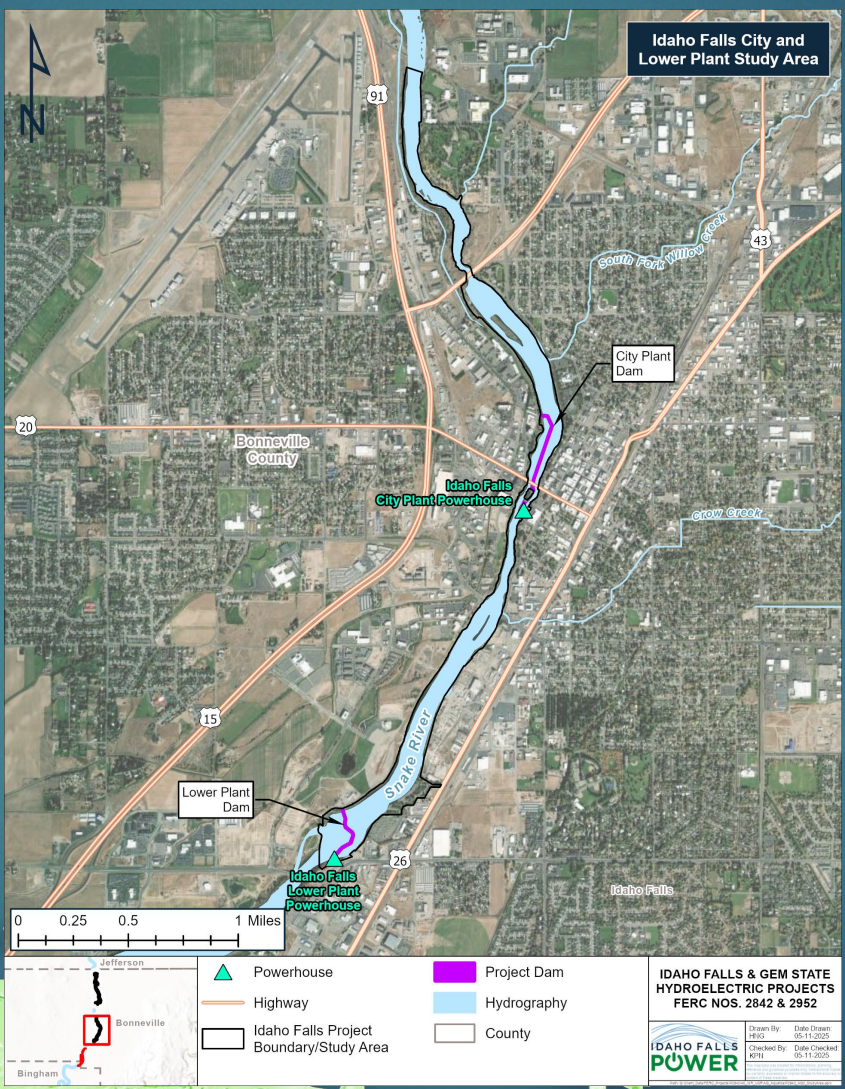 Idaho Falls City and
Lower Plant Study Area
N
91
43
South Fork Willow Creek
City Plant
Dam
20
Bonneville
County
Idaho Falls
City Plant Powerhouse
Crow Creek
15
Snake River
Lower Plant
Dam
26
Idaho Falls
Lower Plant
Powerhouse
Idaho Falls
0 0.25 0.5 1 Miles
Jefferson
Bonneville
Bingham
Powerhouse
Highway
Idaho Falls Project
Boundary/Study Area
Project Dam
Hydrography
County
IDAHO FALLS & GEM STATE
HYDROELECTRIC PROJECTS
FERC NOS. 2842 & 2952
IDAHO FALLS
POWER
Drawn By: Date Drawn:
HNG 05-11-2025
Checked By: Date Checked:
KPN 05-11-2025